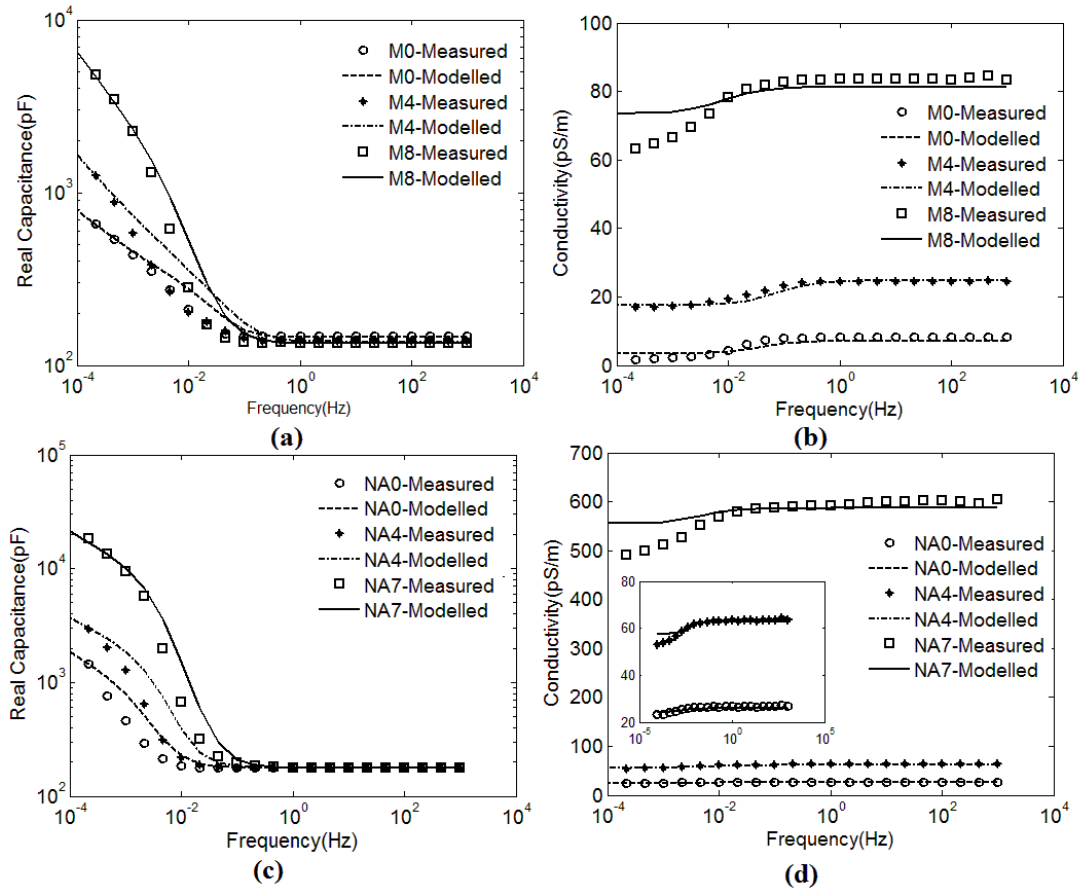 10^4
10^3
10^2
Real Capacitance(pF)
M0-Measured
M0-Modelled
M4-Measured
M4-Modelled
M8-Measured
M8-Modelled
10^-4 10^-2 10^0 10^2 10^4
Frequency(Hz)
(a)
100
80
60
40
20
0
Conductivity(pS/m)
M0-Measured
M0-Modelled
M4-Measured
M4-Modelled
M8-Measured
M8-Modelled
10^-4 10^-2 10^0 10^2 10^4
Frequency(Hz)
(b)
10^5
10^4
10^3
10^2
Real Capacitance(pF)
NA0-Measured
NA0-Modelled
NA4-Measured
NA4-Modelled
NA7-Measured
NA7-Modelled
10^-4 10^-2 10^0 10^2 10^4
Frequency(Hz)
(c)
700
600
500
400
300
200
100
0
Conductivity(pS/m)
NA0-Measured
NA0-Modelled
NA4-Measured
NA4-Modelled
NA7-Measured
NA7-Modelled
80
60
40
20
10^-5 10^0 10^5
10^-4 10^-2 10^0 10^2 10^4
Frequency(Hz)
(d)